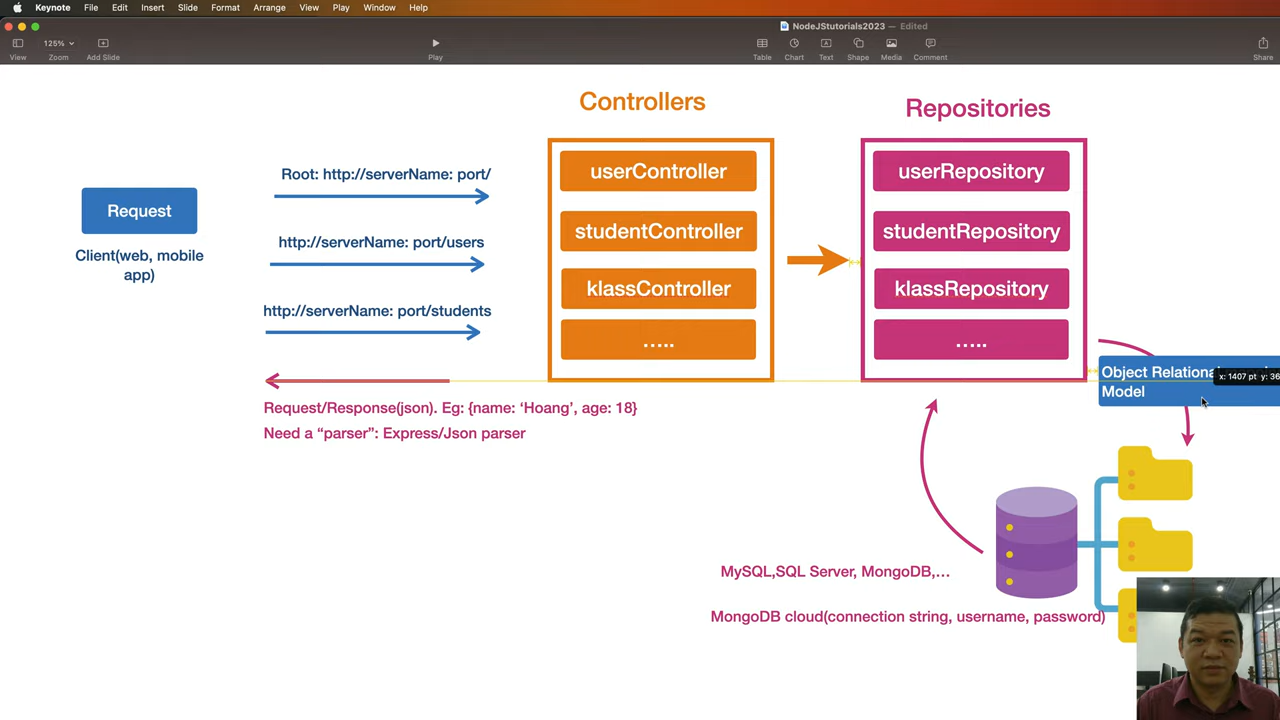 Keynote File Edit Insert Slide Format Arrange View Play Window Help
NodeJStutorials2023 — Edited
125%
View Zoom Add Slide Play Table Chart Text Shape Media Comment Share
Controllers
Repositories
Root: http://serverName: port/
userController
userRepository
Request
studentController
studentRepository
http://serverName: port/users
Client(web, mobile
app)
klassController
klassRepository
http://serverName: port/students
.....
.....
Object Relational
Model
x: 1407 pt y: 36
Request/Response(json). Eg: {name: ‘Hoang’, age: 18}
Need a “parser”: Express/Json parser
MySQL,SQL Server, MongoDB,...
MongoDB cloud(connection string, username, password)